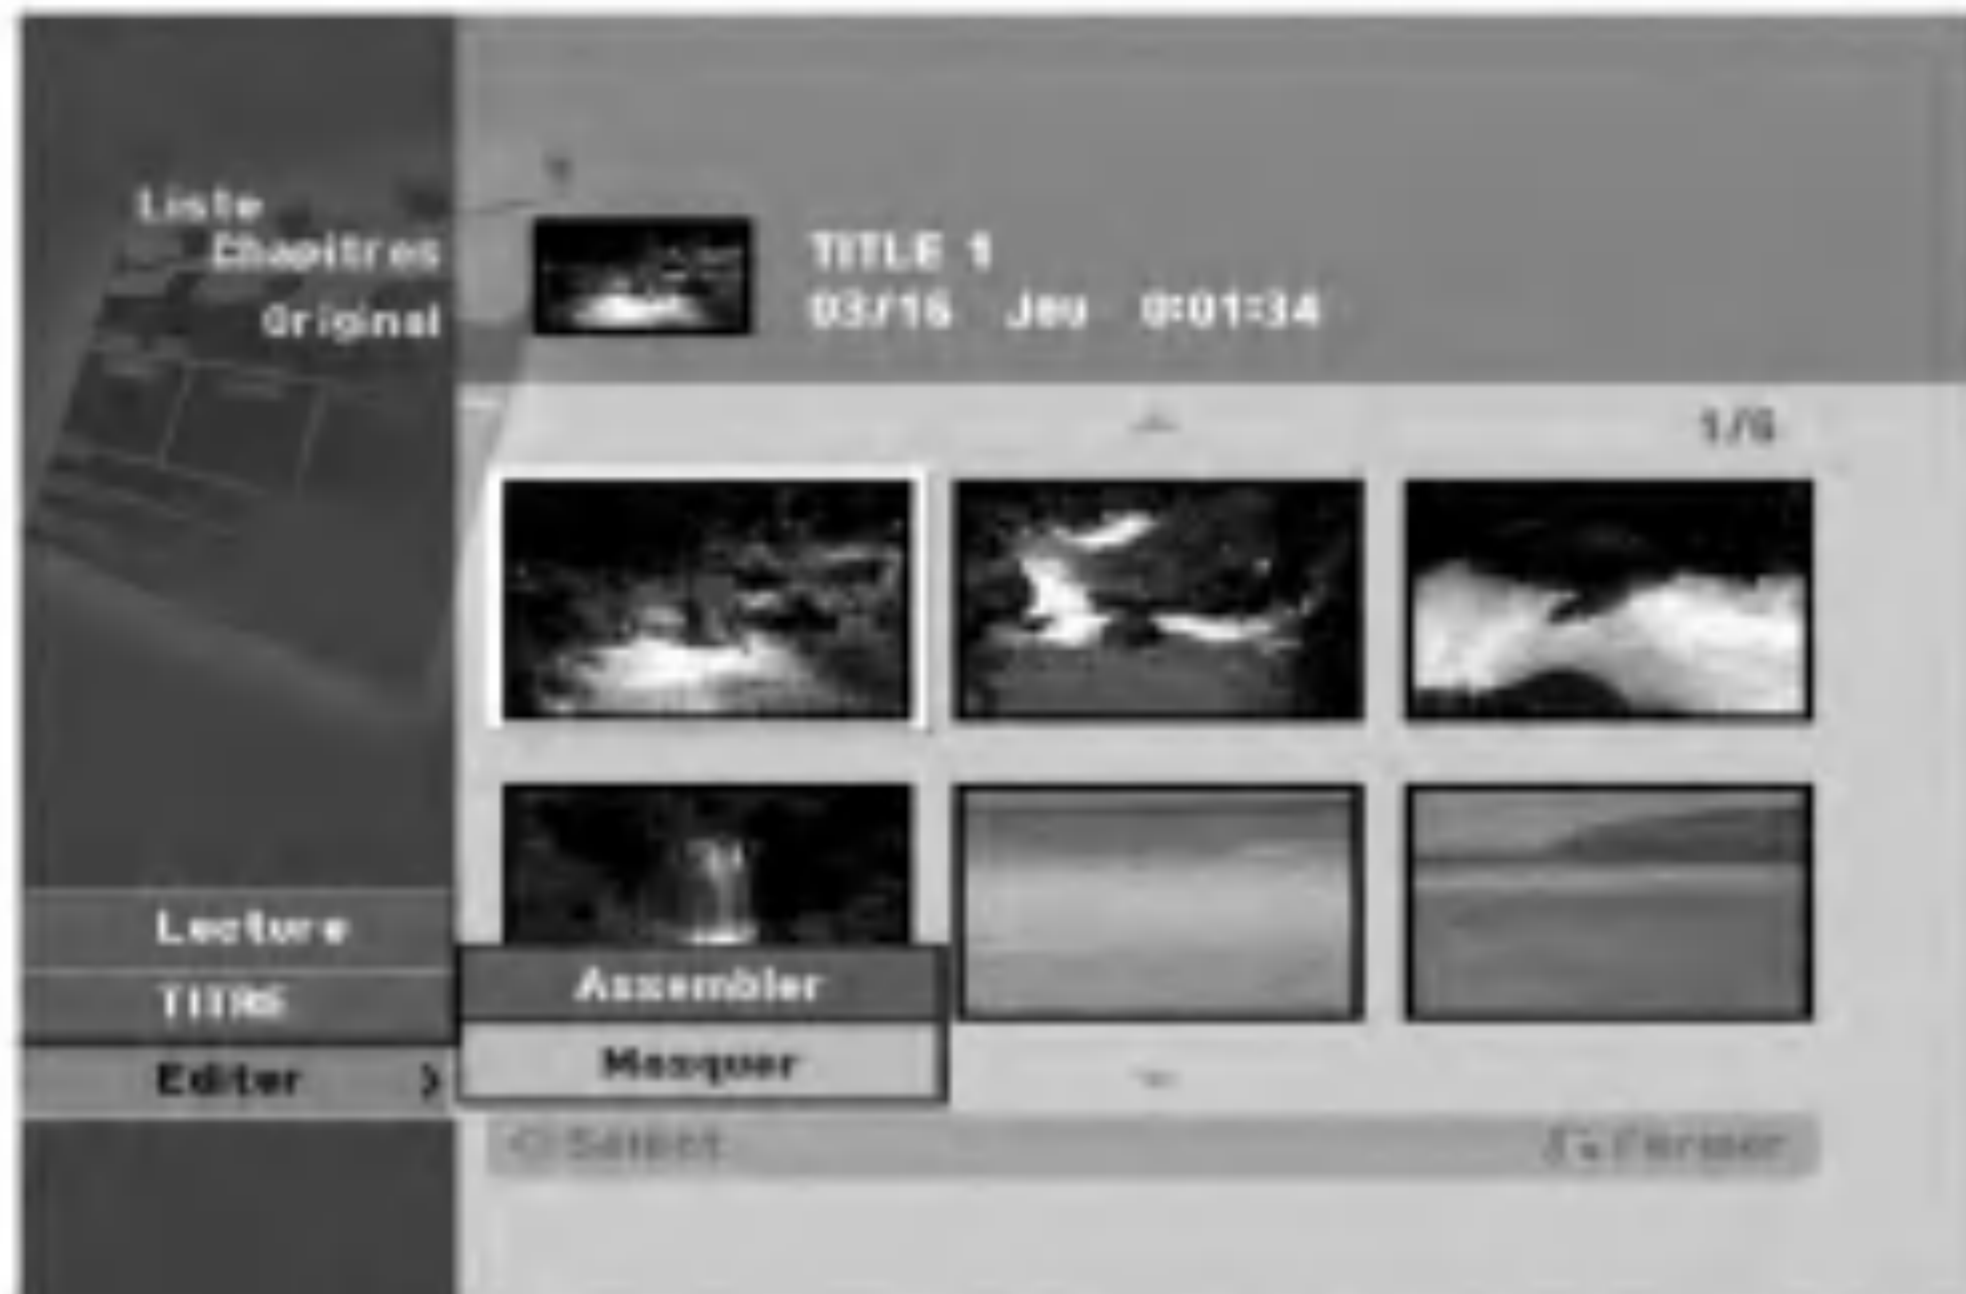 Liste
Chapitres
Original
TITLE 1
03/16 Jeu 0:01:34
1/6
Lecture
TITRE
Editer >
Assembler
Masquer
Select
Fermer